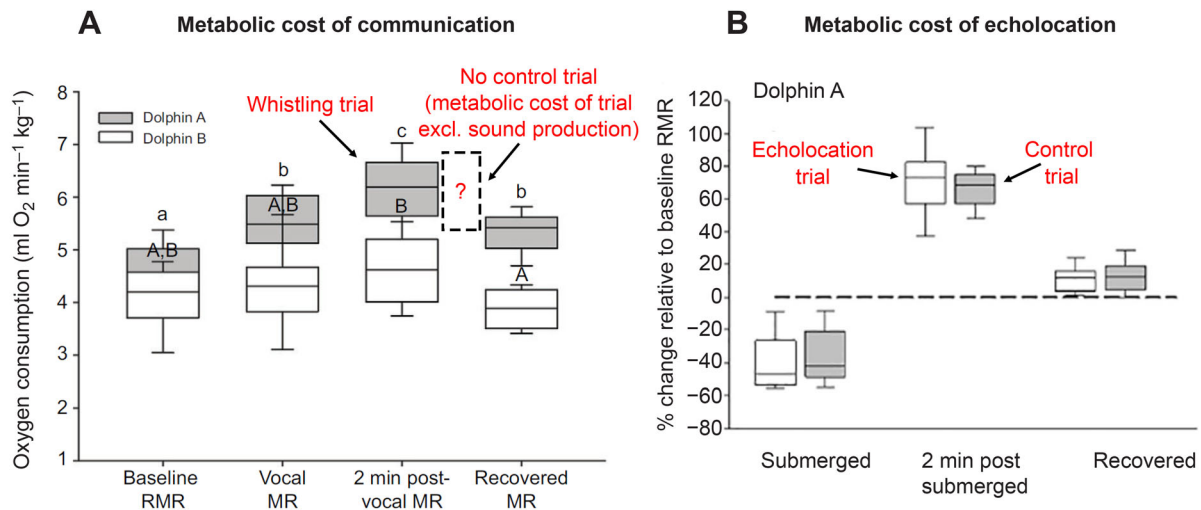 A
Metabolic cost of communication
Oxygen consumption (ml O₂ min⁻¹ kg⁻¹)
8
7
6
5
4
3
2
1
Dolphin A
Dolphin B
Whistling trial
No control trial
(metabolic cost of trial
excl. sound production)
?
a
A,B
b
A,B
c
B
b
A
Baseline
RMR
Vocal
MR
2 min post-
vocal MR
Recovered
MR
B
Metabolic cost of echolocation
Dolphin A
% change relative to baseline RMR
120
100
80
60
40
20
0
−20
−40
−60
−80
Echolocation
trial
Control
trial
Submerged
2 min post
submerged
Recovered